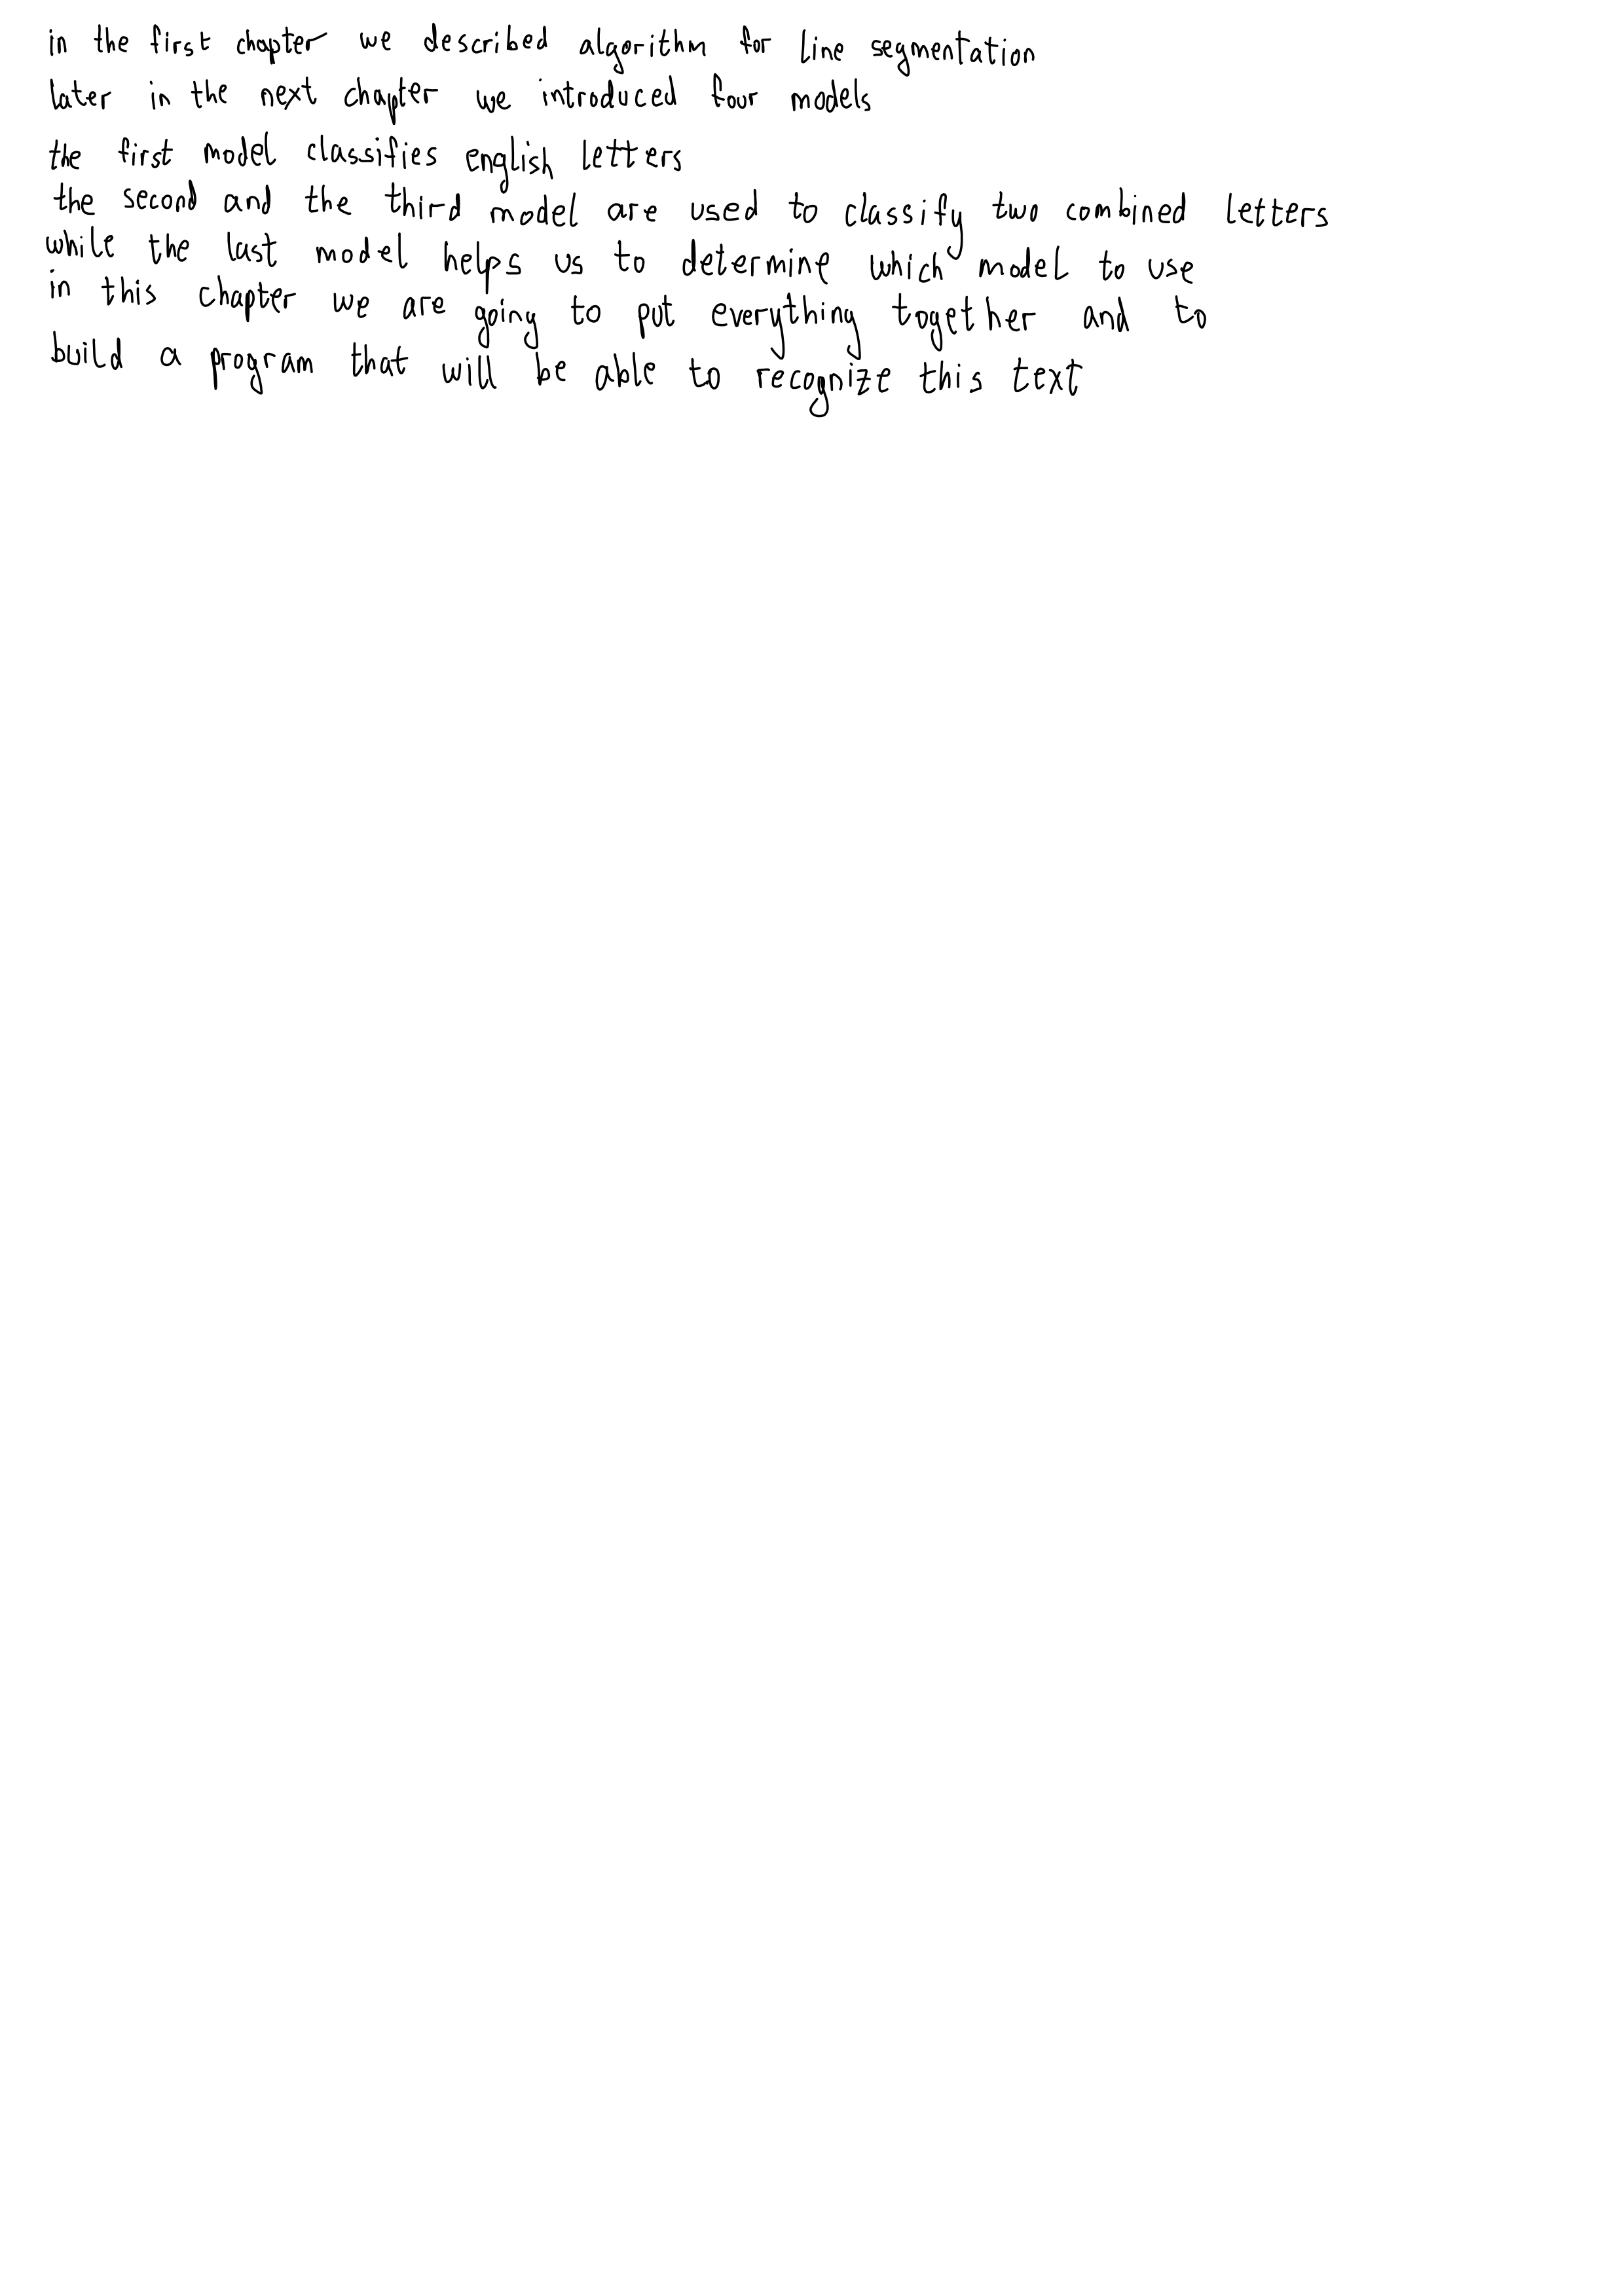 in the first chapter we described algorithm for line segmentation
later in the next chapter we introduced four models
the first model classifies english letters
the second and the third model are used to classify two combined letters
while the last model helps us to determine which model to use
in this chapter we are going to put everything together and to
build a program that will be able to recognize this text